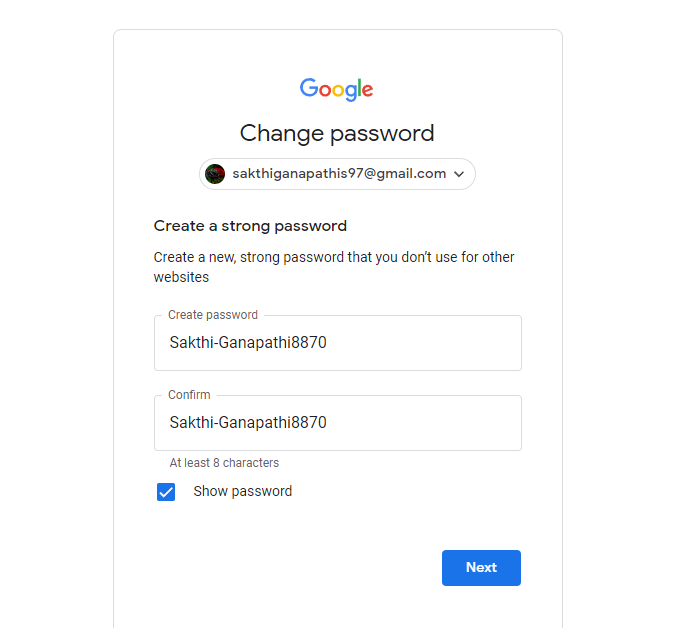 Google
Change password
sakthiganapathis97@gmail.com
Create a strong password
Create a new, strong password that you don’t use for other
websites
Create password
Sakthi-Ganapathi8870
Confirm
Sakthi-Ganapathi8870
At least 8 characters
Show password
Next